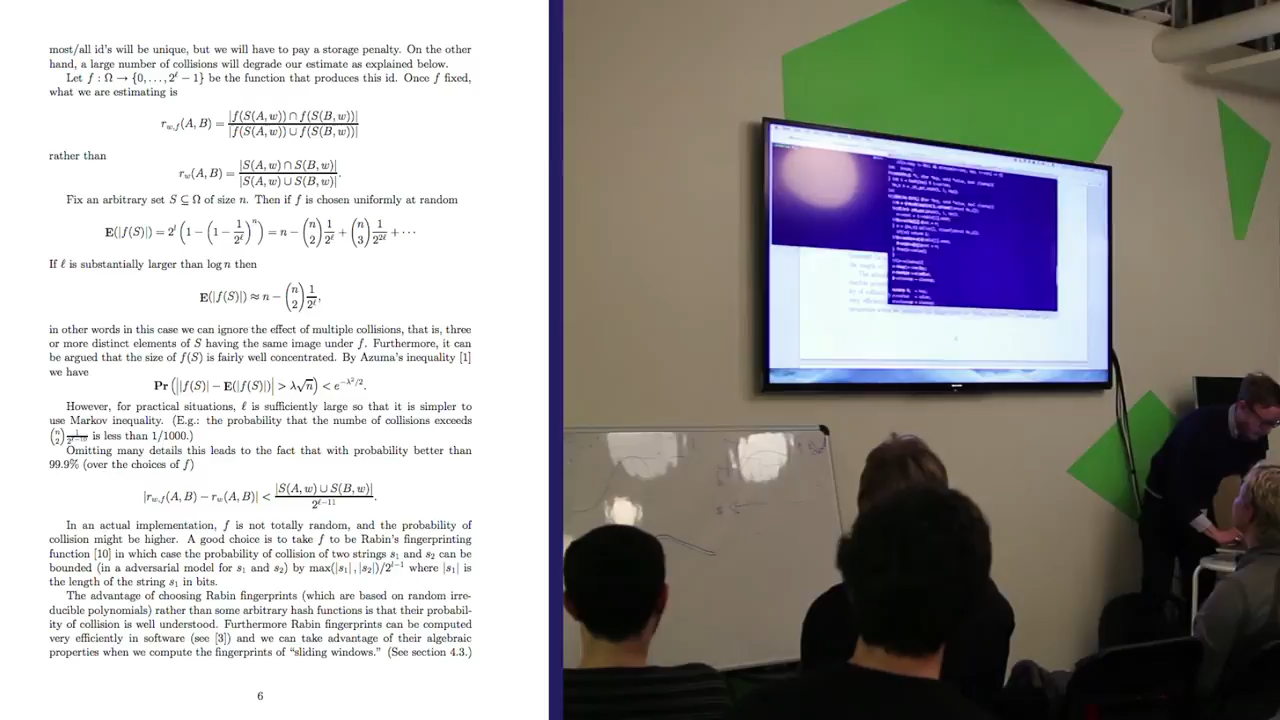 most/all id's will be unique, but we will have to pay a storage penalty. On the other
hand, a large number of collisions will degrade our estimate as explained below.
Let f : Ω → {0, . . . , 2^ℓ − 1} be the function that produces this id. Once f fixed,
what we are estimating is
r_{w,f}(A, B) = |f(S(A, w)) ∩ f(S(B, w))| / |f(S(A, w)) ∪ f(S(B, w))|
rather than
r_w(A, B) = |S(A, w) ∩ S(B, w)| / |S(A, w) ∪ S(B, w)|.
Fix an arbitrary set S ⊆ Ω of size n. Then if f is chosen uniformly at random
E(|f(S)|) = 2^ℓ (1 − (1 − 1/2^ℓ)^n) = n − (n 2) 1/2^ℓ + (n 3) 1/2^{2ℓ} + · · ·
If ℓ is substantially larger than log n then
E(|f(S)|) ≈ n − (n 2) 1/2^ℓ,
in other words in this case we can ignore the effect of multiple collisions, that is, three
or more distinct elements of S having the same image under f. Furthermore, it can
be argued that the size of f(S) is fairly well concentrated. By Azuma's inequality [1]
we have
Pr (||f(S)| − E(|f(S)|)| > λ√n) < e^{−λ²/2}.
However, for practical situations, ℓ is sufficiently large so that it is simpler to
use Markov inequality. (E.g.: the probability that the numbe of collisions exceeds
(n 2) 1/2^{ℓ−10} is less than 1/1000.)
Omitting many details this leads to the fact that with probability better than
99.9% (over the choices of f)
|r_{w,f}(A, B) − r_w(A, B)| < |S(A, w) ∪ S(B, w)| / 2^{ℓ−11}.
In an actual implementation, f is not totally random, and the probability of
collision might be higher. A good choice is to take f to be Rabin's fingerprinting
function [10] in which case the probability of collision of two strings s₁ and s₂ can be
bounded (in a adversarial model for s₁ and s₂) by max(|s₁|, |s₂|)/2^{ℓ−1} where |s₁| is
the length of the string s₁ in bits.
The advantage of choosing Rabin fingerprints (which are based on random irre-
ducible polynomials) rather than some arbitrary hash functions is that their probabil-
ity of collision is well understood. Furthermore Rabin fingerprints can be computed
very efficiently in software (see [3]) and we can take advantage of their algebraic
properties when we compute the fingerprints of “sliding windows.” (See section 4.3.)
6